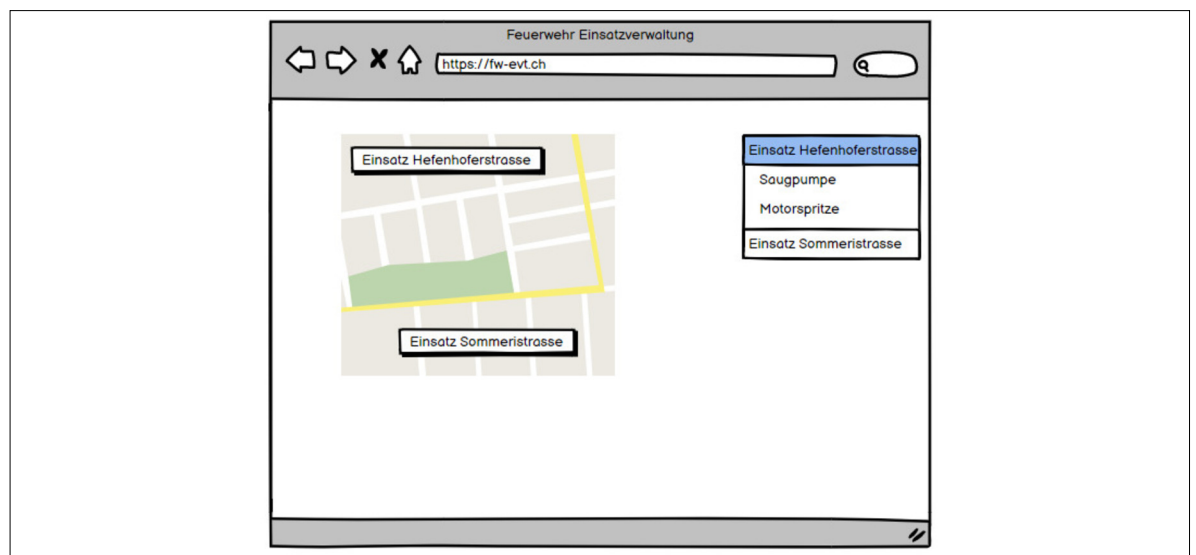 Feuerwehr Einsatzverwaltung
https://fw-evt.ch
Einsatz Hefenhoferstrasse
Einsatz Sommeristrasse
Einsatz Hefenhoferstrasse
Saugpumpe
Motorspritze
Einsatz Sommeristrasse